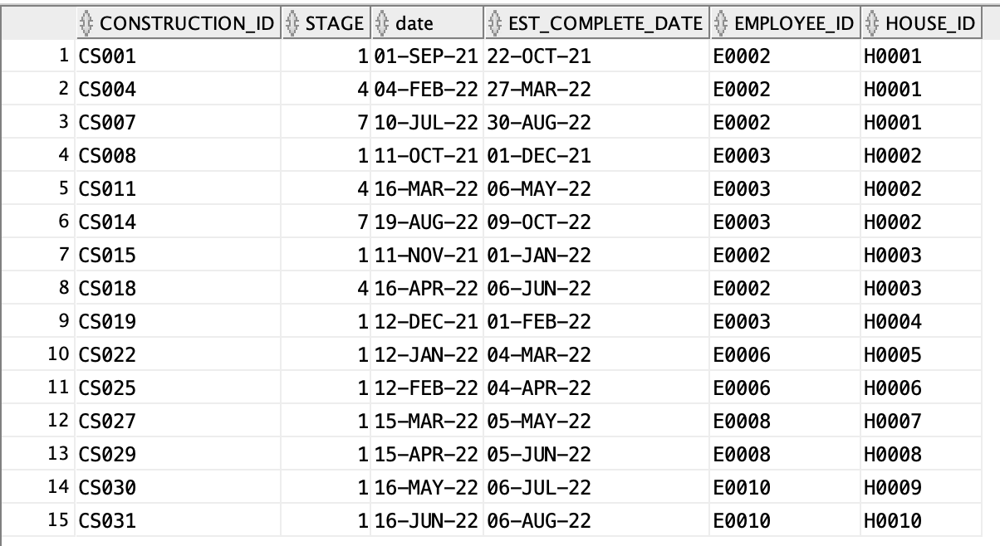 CONSTRUCTION_ID STAGE date EST_COMPLETE_DATE EMPLOYEE_ID HOUSE_ID
1 CS001 1 01-SEP-21 22-OCT-21 E0002 H0001
2 CS004 4 04-FEB-22 27-MAR-22 E0002 H0001
3 CS007 7 10-JUL-22 30-AUG-22 E0002 H0001
4 CS008 1 11-OCT-21 01-DEC-21 E0003 H0002
5 CS011 4 16-MAR-22 06-MAY-22 E0003 H0002
6 CS014 7 19-AUG-22 09-OCT-22 E0003 H0002
7 CS015 1 11-NOV-21 01-JAN-22 E0002 H0003
8 CS018 4 16-APR-22 06-JUN-22 E0002 H0003
9 CS019 1 12-DEC-21 01-FEB-22 E0003 H0004
10 CS022 1 12-JAN-22 04-MAR-22 E0006 H0005
11 CS025 1 12-FEB-22 04-APR-22 E0006 H0006
12 CS027 1 15-MAR-22 05-MAY-22 E0008 H0007
13 CS029 1 15-APR-22 05-JUN-22 E0008 H0008
14 CS030 1 16-MAY-22 06-JUL-22 E0010 H0009
15 CS031 1 16-JUN-22 06-AUG-22 E0010 H0010